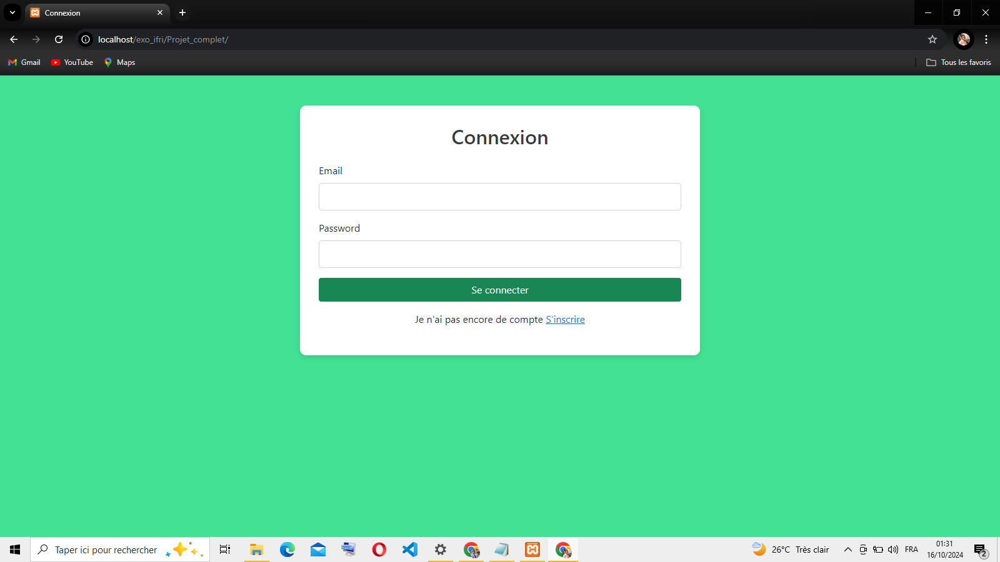 Connexion
localhost/exo_ifri/Projet_complet/
Gmail
YouTube
Maps
Tous les favoris
Connexion
Email
Password
Se connecter
Je n'ai pas encore de compte S'inscrire
Taper ici pour rechercher
26°C Très clair
FRA
01:31
16/10/2024
2